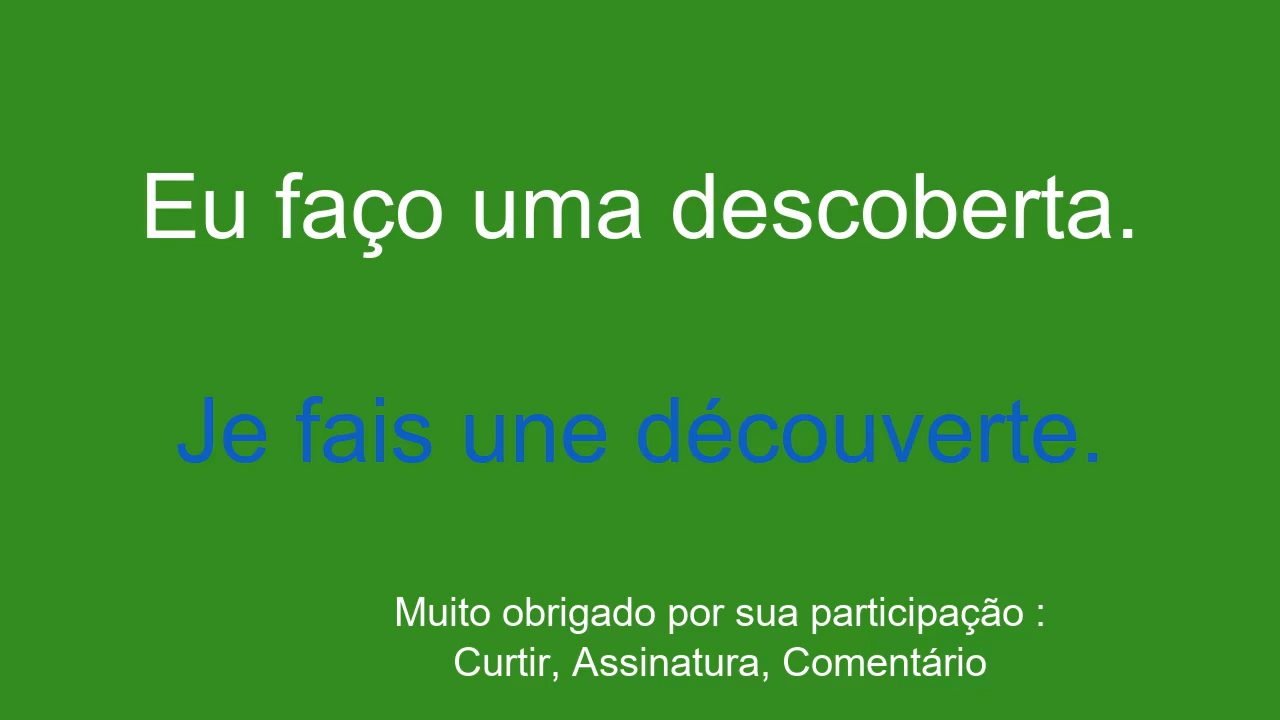 Eu faço uma descoberta.
Je fais une découverte.
Muito obrigado por sua participação :
Curtir, Assinatura, Comentário